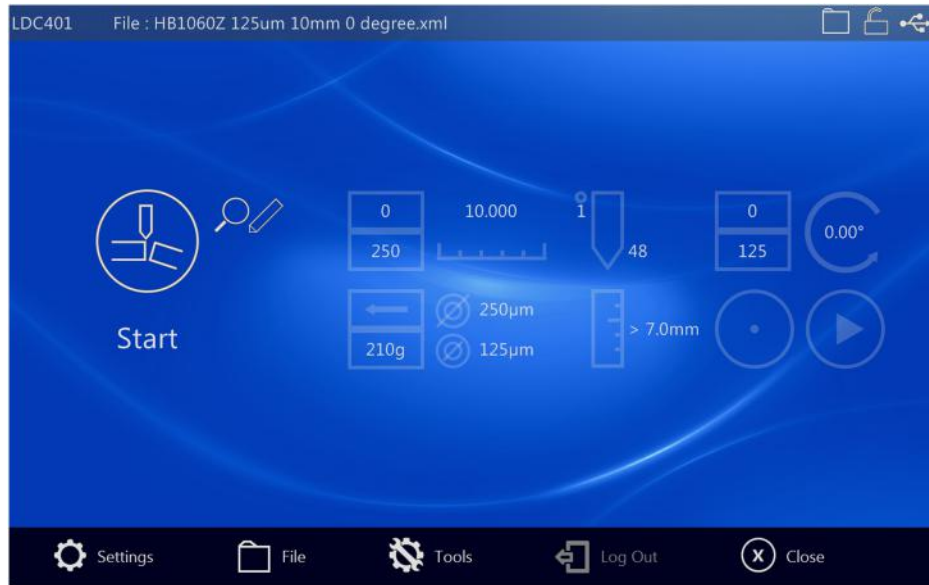 LDC401 File : HB1060Z 125um 10mm 0 degree.xml
0 10.000 1 0
250 48 125 0.00°
250µm
210g 125µm > 7.0mm
Start
Settings File Tools Log Out X Close